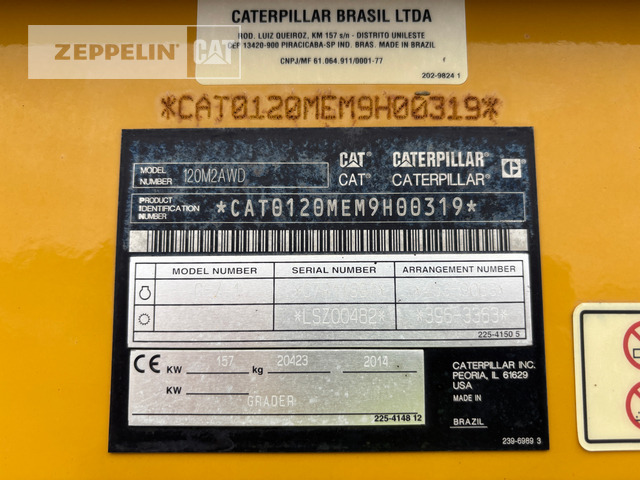 ZEPPELIN CAT
CATERPILLAR BRASIL LTDA
ROD. LUIZ QUEIROZ, KM 157 s/n - DISTRITO UNILESTE
CEP 13420-900 PIRACICABA-SP IND. BRAS. MADE IN BRAZIL
CNPJ/MF 61.064.911/0001-77
202-9824 1
*CAT0120MEM9H00319*
MODEL NUMBER 120M2AWD
CAT® CATERPILLAR®
CAT® CATERPILLAR®
PRODUCT IDENTIFICATION NUMBER *CAT0120MEM9H00319*
MODEL NUMBER SERIAL NUMBER ARRANGEMENT NUMBER
*LSZ00482* *395-3353*
225-4150 5
CE KW 157 kg 20423 2014
KW
GRADER
225-4148 12
CATERPILLAR INC.
PEORIA, IL 61629
USA
MADE IN
BRAZIL
239-6989 3